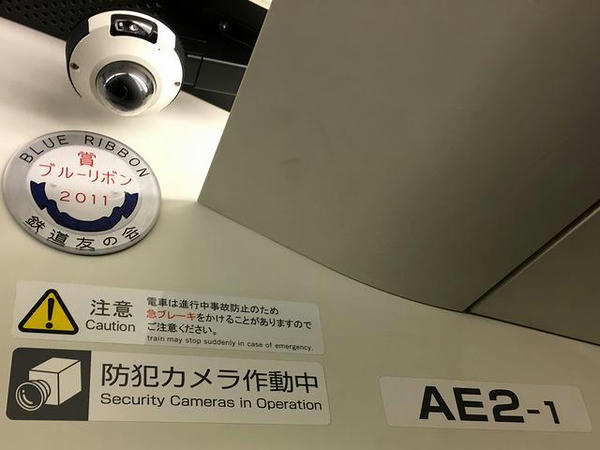 BLUE RIBBON
賞
ブルーリボン
2011
鉄道友の会
注意
Caution
電車は進行中事故防止のため
急ブレーキをかけることがありますので
ご注意ください。
train may stop suddenly in case of emergency.
防犯カメラ作動中
Security Cameras in Operation
AE2-1